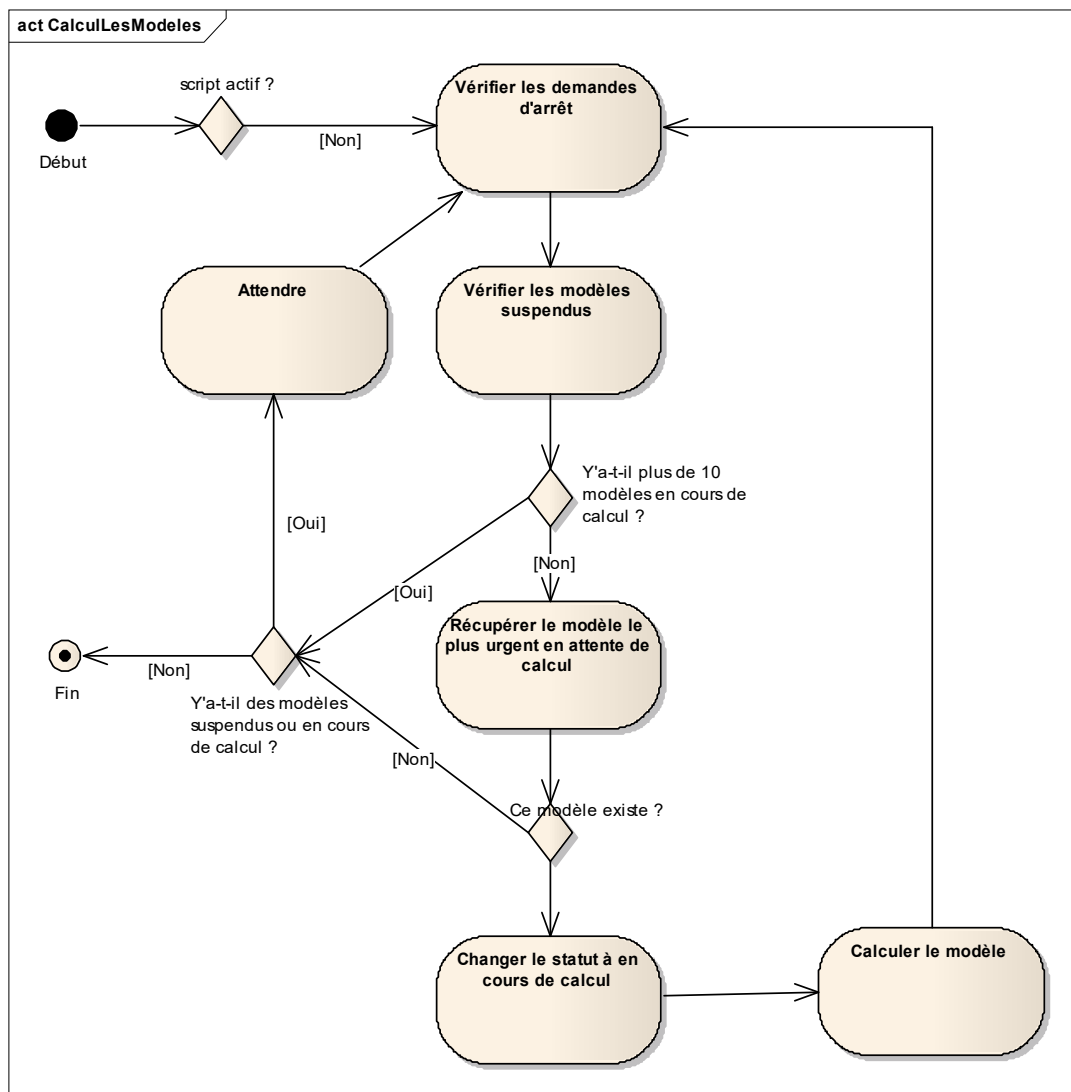 act CalculLesModeles
script actif ?
Début
[Non]
Vérifier les demandes
d'arrêt
Attendre
Vérifier les modèles
suspendus
Y'a-t-il plus de 10
modèles en cours de
calcul ?
[Oui]
[Non]
[Oui]
Récupérer le modèle le
plus urgent en attente de
calcul
Fin
[Non]
Y'a-t-il des modèles
suspendus ou en cours
de calcul ?
[Non]
Ce modèle existe ?
Changer le statut à en
cours de calcul
Calculer le modèle